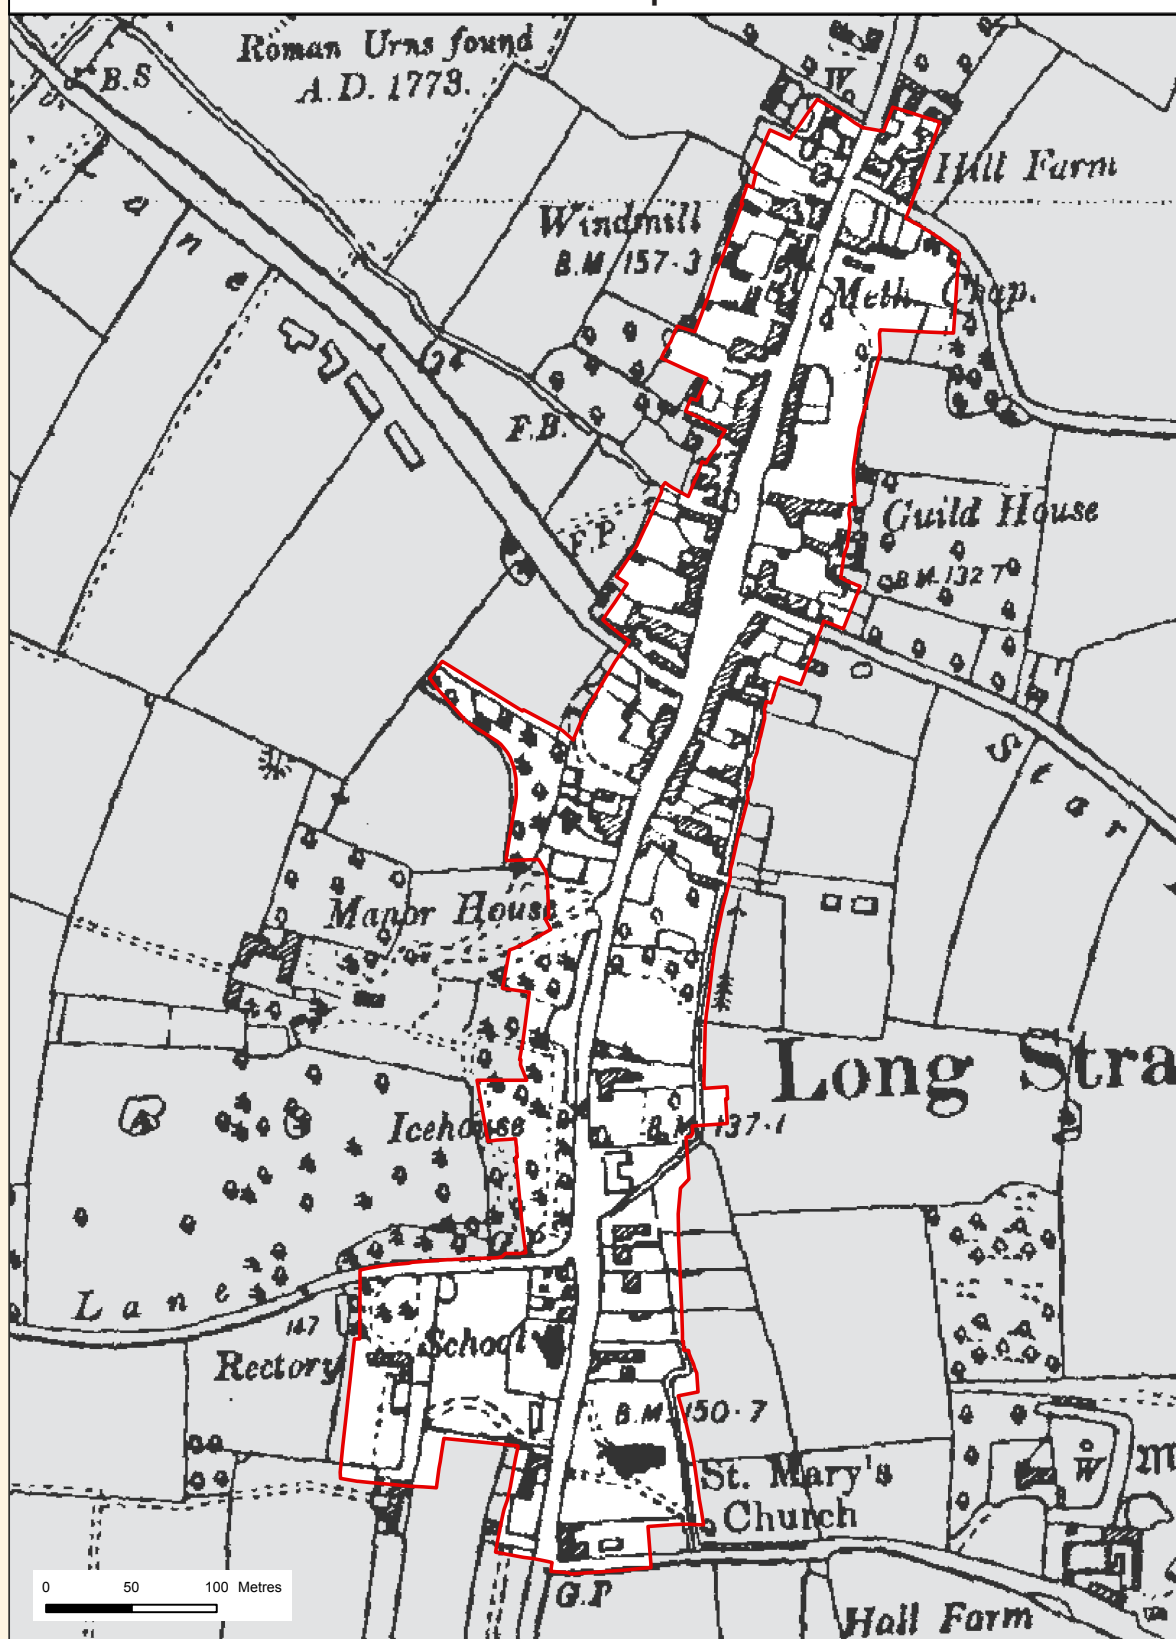 Roman Urns found
A.D. 1773.
B.S
W
Hill Farm
Lane
Windmill
B.M 157·3
Meth. Chap.
F.B.
Guild House
F.P.
B.M.132 7
Star
Manor House
Long Stra
Icehouse
B.M. 137·1
G.P
Lane
147
School
Rectory
B.M. 150·7
St. Mary's
Church
W
M
G.P
Hall Farm
0 50 100 Metres